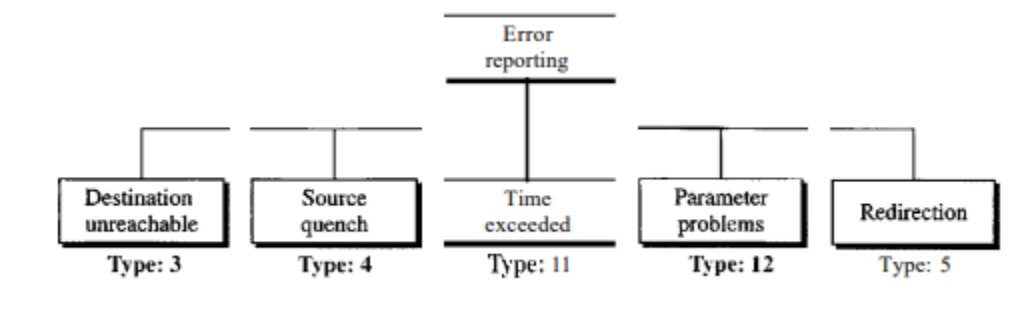 Error
reporting
Destination
unreachable
Source
quench
Time
exceeded
Parameter
problems
Redirection
Type: 3
Type: 4
Type: 11
Type: 12
Type: 5